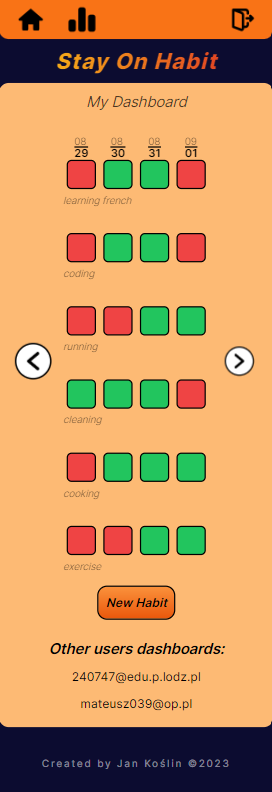 Stay On Habit
My Dashboard
08 08 08 09
29 30 31 01
learning french
coding
running
cleaning
cooking
exercise
New Habit
Other users dashboards:
240747@edu.p.lodz.pl
mateusz039@op.pl
Created by Jan Koślin ©2023